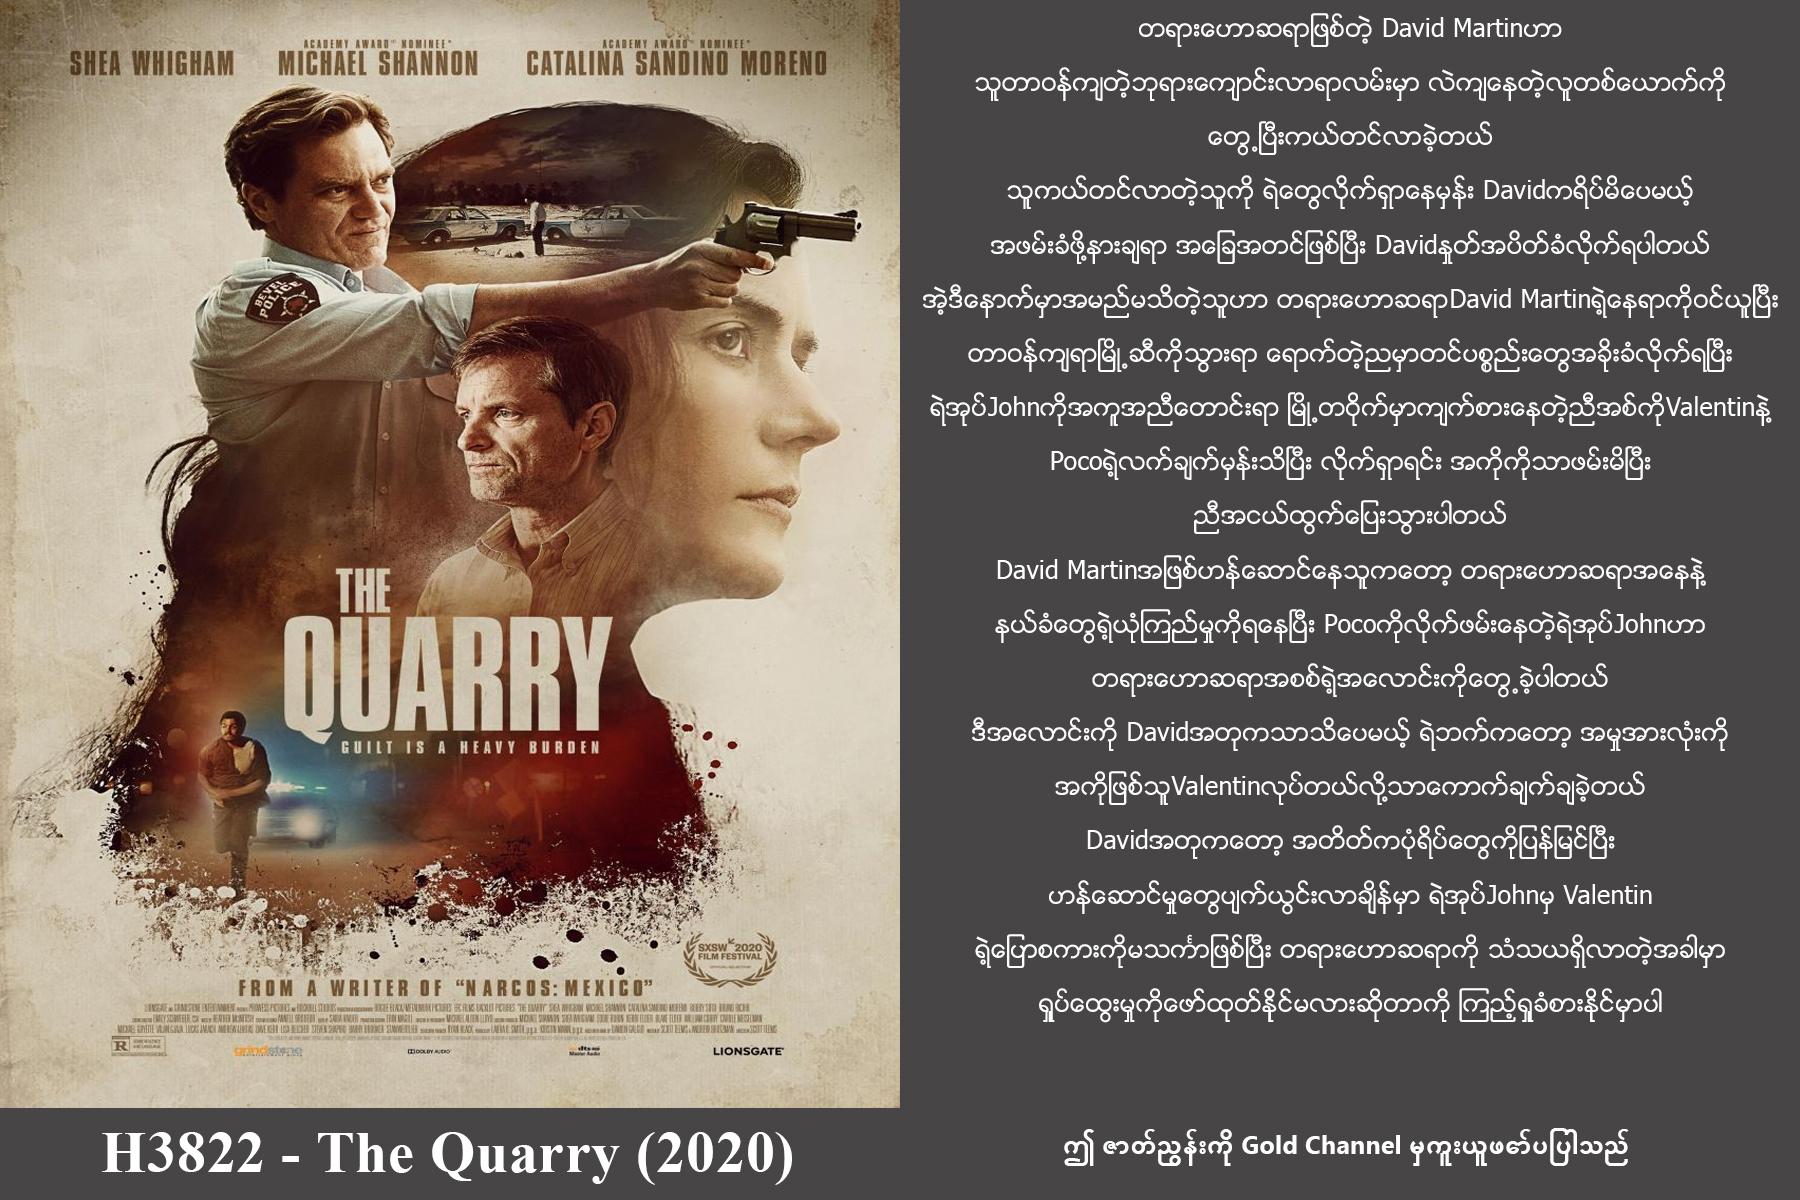 ACADEMY AWARD® NOMINEE®
ACADEMY AWARD® NOMINEE®
SHEA WHIGHAM MICHAEL SHANNON CATALINA SANDINO MORENO
BEVEL
POLICE
THE
QUARRY
GUILT IS A HEAVY BURDEN
SXSW 2020
FILM FESTIVAL
FROM A WRITER OF “NARCOS: MEXICO”
R
grindstone
DOLBY AUDIO
dts-HD
Master Audio
LIONSGATE
H3822 - The Quarry (2020)
တရားဟောဆရာဖြစ်တဲ့ David Martinဟာ
သူတာဝန်ကျတဲ့ဘုရားကျောင်းလာရာလမ်းမှာ လဲကျနေတဲ့လူတစ်ယောက်ကို
တွေ့ပြီးကယ်တင်လာခဲ့တယ်
သူကယ်တင်လာတဲ့သူကို ရဲတွေလိုက်ရှာနေမှန်း Davidကရိပ်မိပေမယ့်
အဖမ်းခံဖို့နားချရာ အခြေအတင်ဖြစ်ပြီး Davidနှုတ်အပိတ်ခံလိုက်ရပါတယ်
အဲ့ဒီနောက်မှာအမည်မသိတဲ့သူဟာ တရားဟောဆရာDavid Martinရဲ့နေရာကိုဝင်ယူပြီး
တာဝန်ကျရာမြို့ဆီကိုသွားရာ ရောက်တဲ့ညမှာတင်ပစ္စည်းတွေအခိုးခံလိုက်ရပြီး
ရဲအုပ်Johnကိုအကူအညီတောင်းရာ မြို့တဝိုက်မှာကျက်စားနေတဲ့ညီအစ်ကိုValentinနဲ့
Pocoရဲ့လက်ချက်မှန်းသိပြီး လိုက်ရှာရင်း အကိုကိုသာဖမ်းမိပြီး
ညီအငယ်ထွက်ပြေးသွားပါတယ်
David Martinအဖြစ်ဟန်ဆောင်နေသူကတော့ တရားဟောဆရာအနေနဲ့
နယ်ခံတွေရဲ့ယုံကြည်မှုကိုရနေပြီး Pocoကိုလိုက်ဖမ်းနေတဲ့ရဲအုပ်Johnဟာ
တရားဟောဆရာအစစ်ရဲ့အလောင်းကိုတွေ့ခဲ့ပါတယ်
ဒီအလောင်းကို Davidအတုကသာသိပေမယ့် ရဲဘက်ကတော့ အမှုအားလုံးကို
အကိုဖြစ်သူValentinလုပ်တယ်လို့သာကောက်ချက်ချခဲ့တယ်
Davidအတုကတော့ အတိတ်ကပုံရိပ်တွေကိုပြန်မြင်ပြီး
ဟန်ဆောင်မှုတွေပျက်ယွင်းလာချိန်မှာ ရဲအုပ်Johnမှ Valentin
ရဲ့ပြောစကားကိုမသင်္ကာဖြစ်ပြီး တရားဟောဆရာကို သံသယရှိလာတဲ့အခါမှာ
ရှုပ်ထွေးမှုကိုဖော်ထုတ်နိုင်မလားဆိုတာကို ကြည့်ရှုခံစားနိုင်မှာပါ
ဤ ဇာတ်ညွှန်းကို Gold Channel မှကူးယူဖော်ပပြါသည်